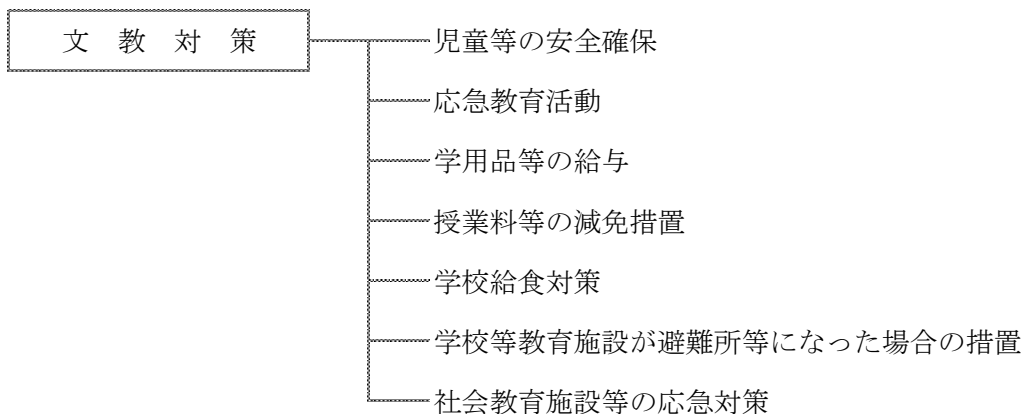 文教対策
児童等の安全確保
応急教育活動
学用品等の給与
授業料等の減免措置
学校給食対策
学校等教育施設が避難所等になった場合の措置
社会教育施設等の応急対策